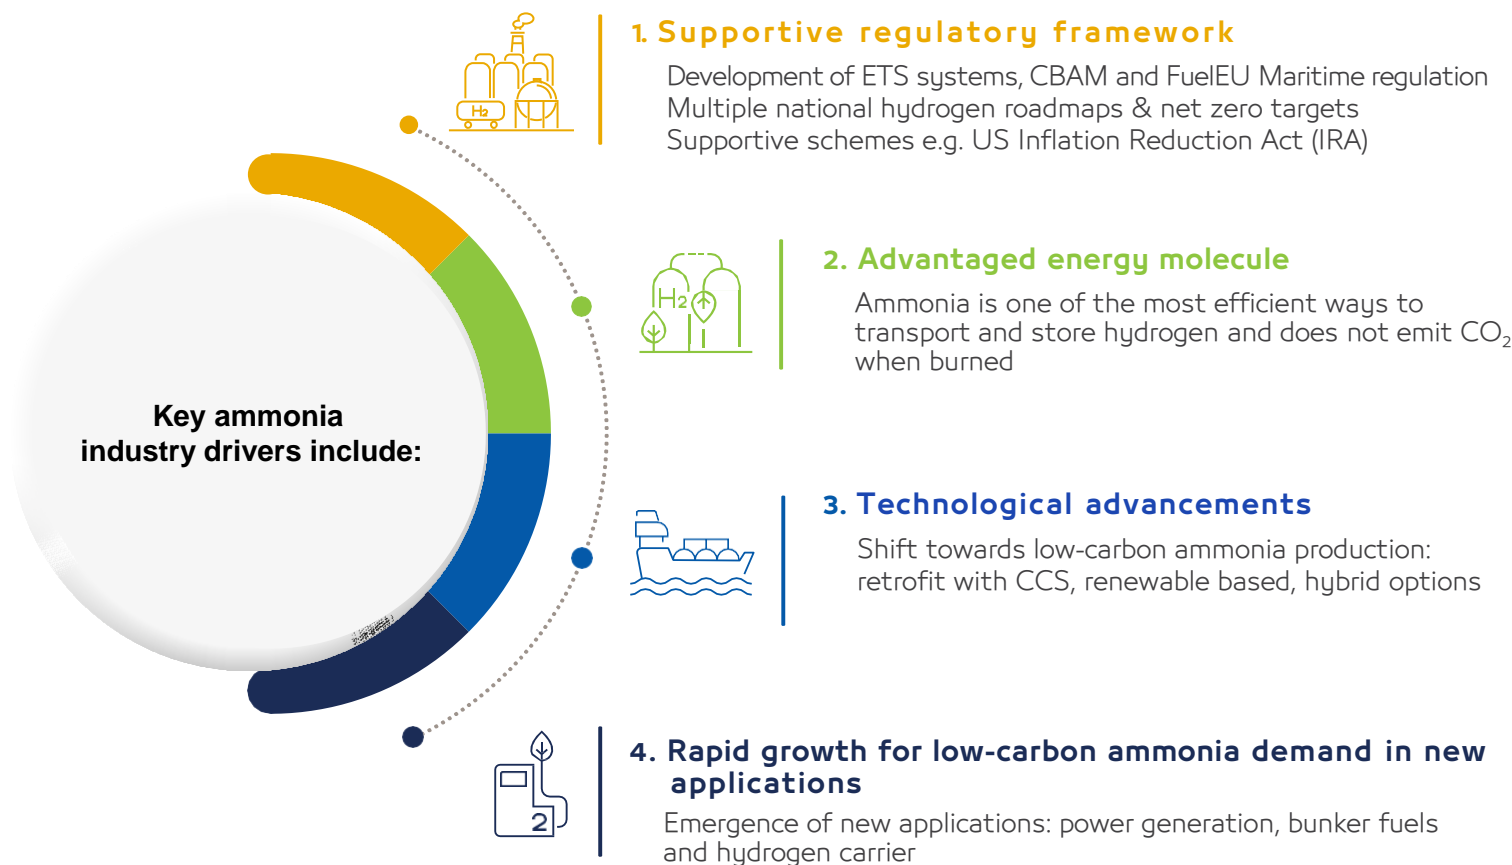 Key ammonia
industry drivers include:
1. Supportive regulatory framework
Development of ETS systems, CBAM and FuelEU Maritime regulation
Multiple national hydrogen roadmaps & net zero targets
Supportive schemes e.g. US Inflation Reduction Act (IRA)
H₂
2. Advantaged energy molecule
Ammonia is one of the most efficient ways to
transport and store hydrogen and does not emit CO₂
when burned
H₂
3. Technological advancements
Shift towards low-carbon ammonia production:
retrofit with CCS, renewable based, hybrid options
4. Rapid growth for low-carbon ammonia demand in new
applications
Emergence of new applications: power generation, bunker fuels
and hydrogen carrier
2